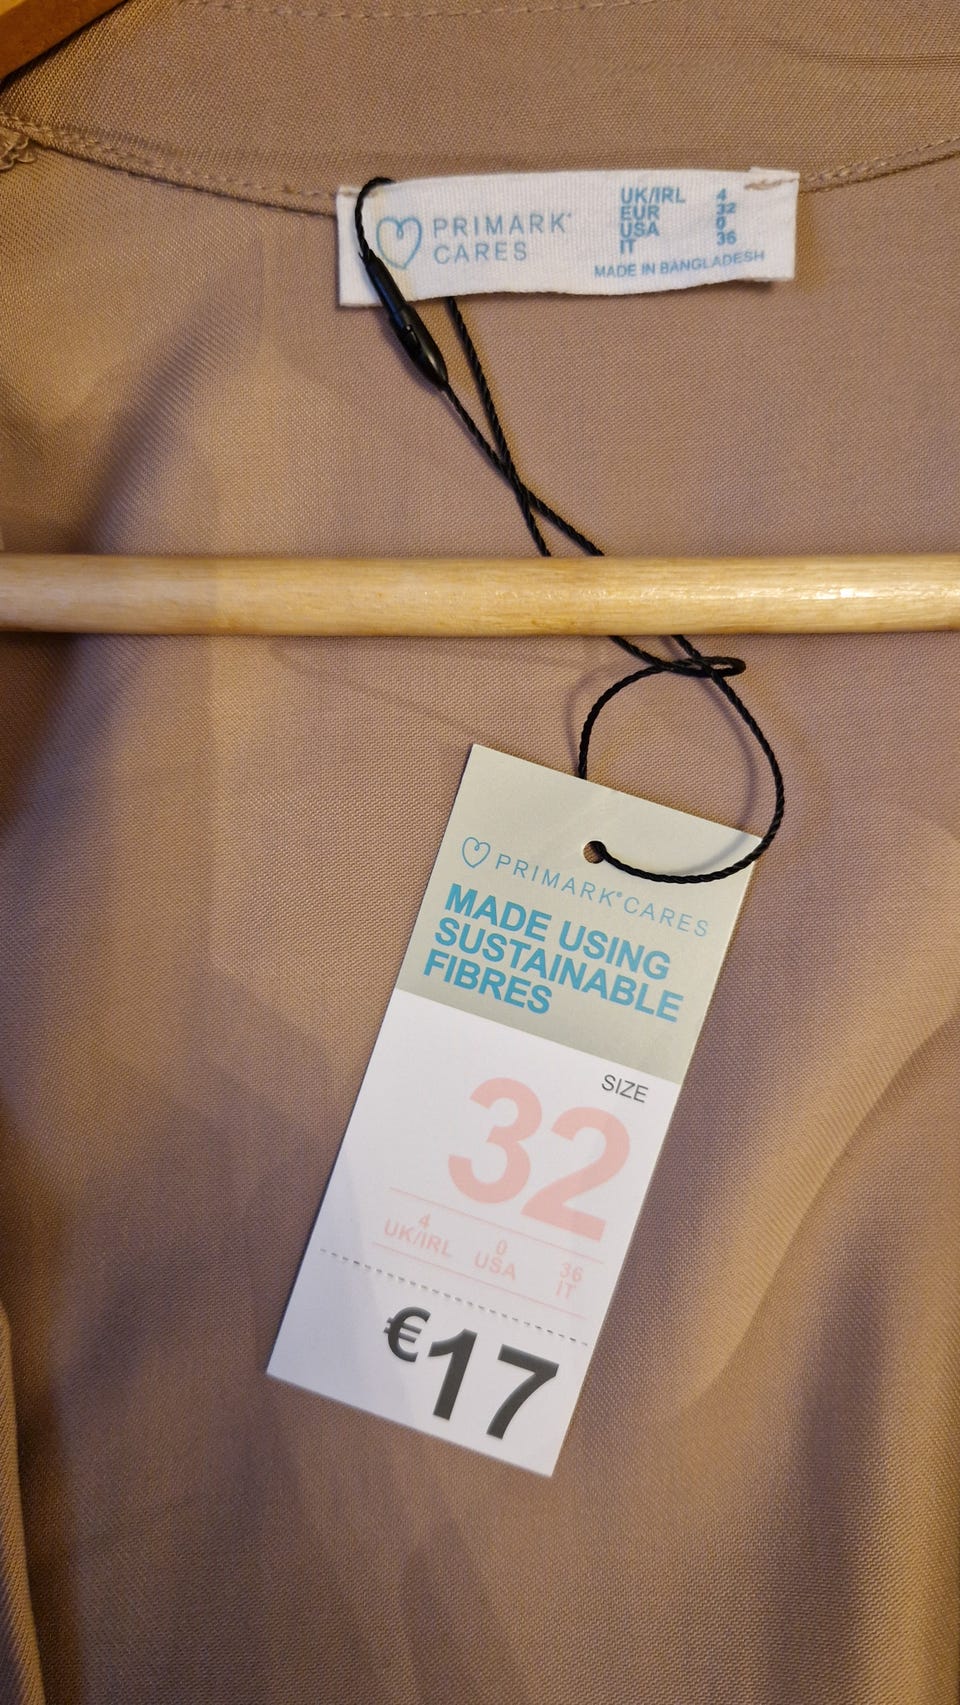 PRIMARK®
CARES
UK/IRL 4
EUR 32
USA 0
IT 36
MADE IN BANGLADESH
PRIMARK®CARES
MADE USING
SUSTAINABLE
FIBRES
SIZE
32
4 0 36
UK/IRL USA IT
€17